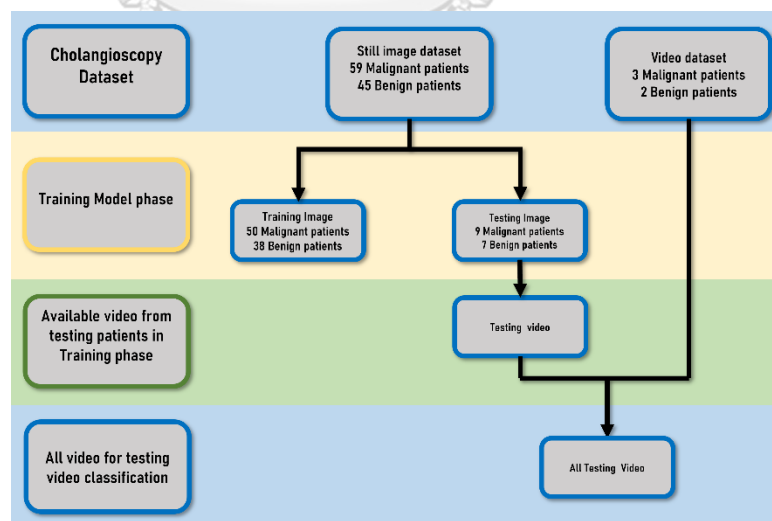 Cholangioscopy
Dataset
Still image dataset
59 Malignant patients
45 Benign patients
Video dataset
3 Malignant patients
2 Benign patients
Training Model phase
Training Image
50 Malignant patients
38 Benign patients
Testing Image
9 Malignant patients
7 Benign patients
Available video from
testing patients in
Training phase
Testing video
All video for testing
video classification
All Testing Video